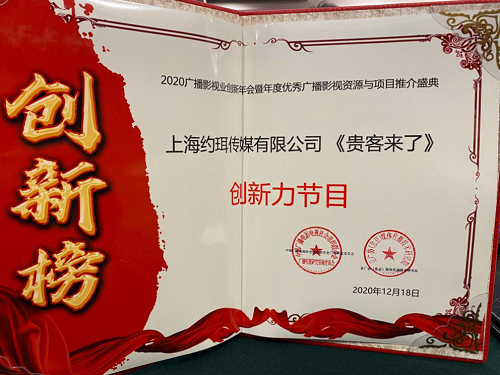 创新榜
2020广播影视业创新年会暨年度优秀广播影视资源与项目推介盛典
上海约珥传媒有限公司 《贵客来了》
创新力节目
2020年12月18日